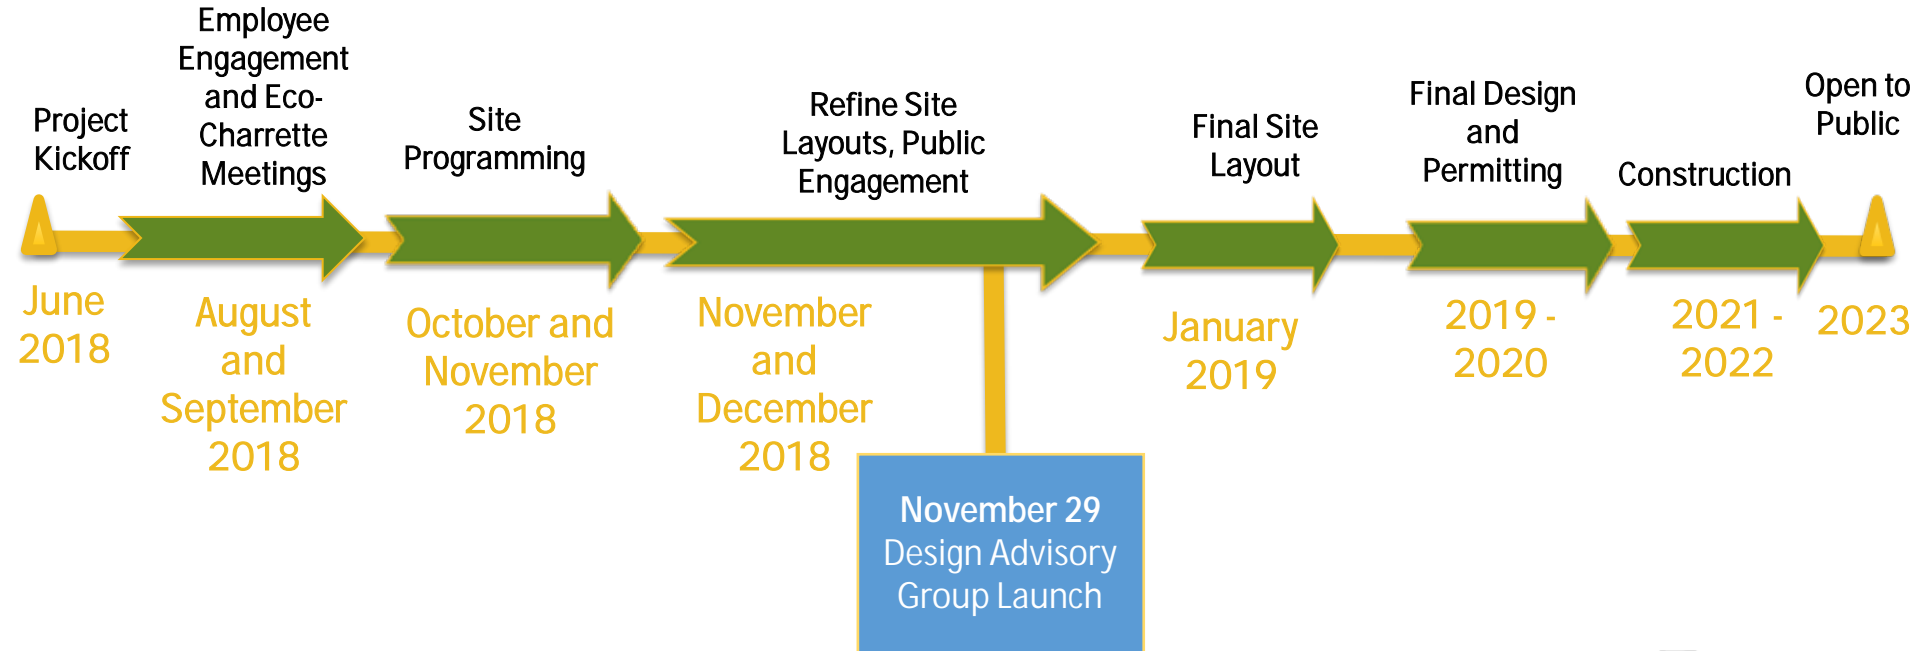 Project
Kickoff
June
2018
Employee
Engagement
and Eco-
Charrette
Meetings
August
and
September
2018
Site
Programming
October and
November
2018
Refine Site
Layouts, Public
Engagement
November
and
December
2018
November 29
Design Advisory
Group Launch
Final Site
Layout
January
2019
Final Design
and
Permitting
2019 -
2020
Construction
2021 -
2022
Open to
Public
2023